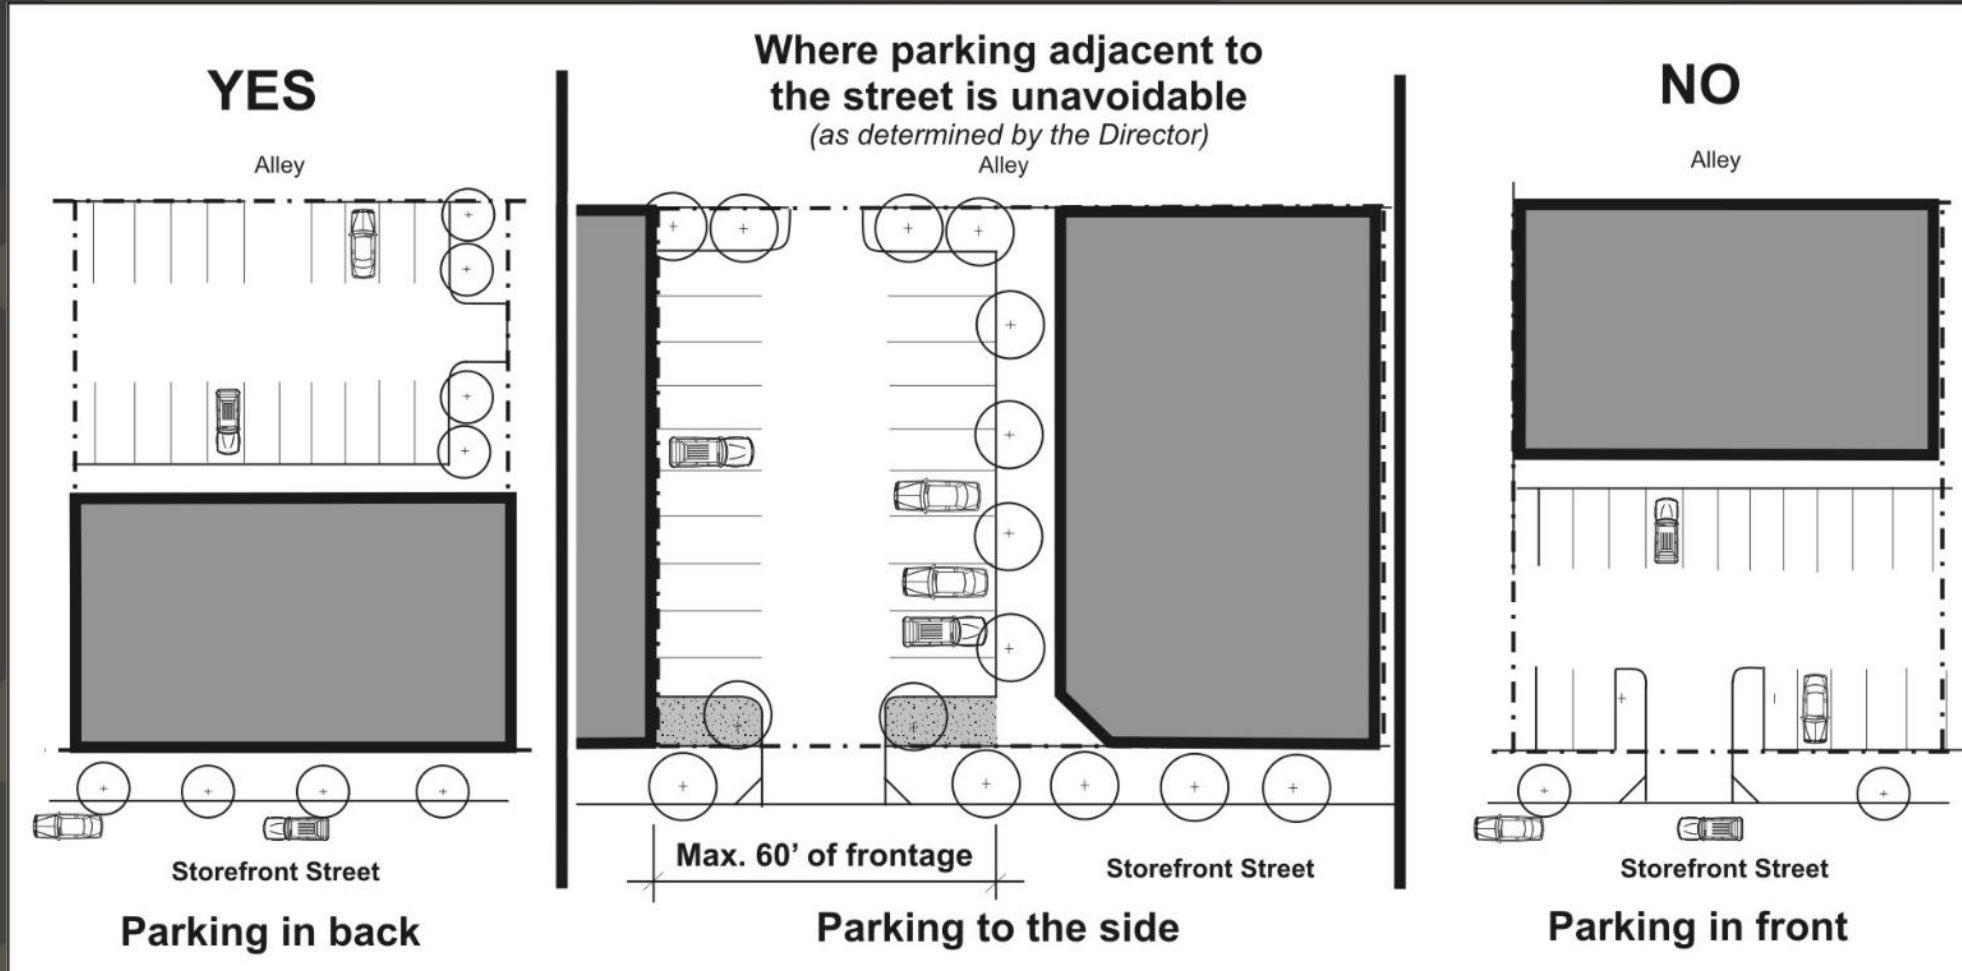 YES
Alley
Storefront Street
Parking in back
Where parking adjacent to
the street is unavoidable
(as determined by the Director)
Alley
Max. 60’ of frontage
Storefront Street
Parking to the side
NO
Alley
Storefront Street
Parking in front